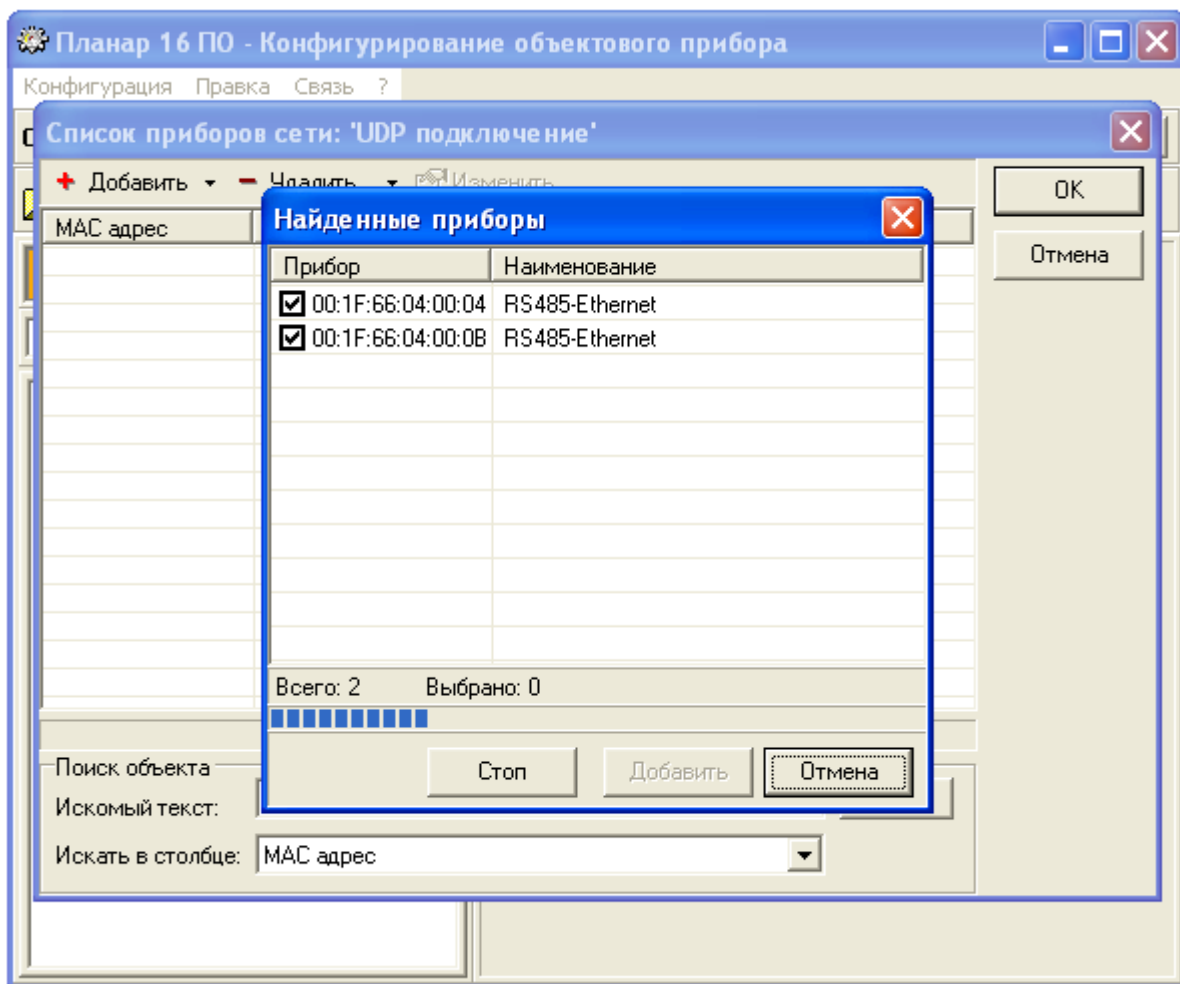 Планар 16 ПО - Конфигурирование объектового прибора
Конфигурация Правка Связь ?
Список приборов сети: 'UDP подключение'
Добавить Удалить Изменить
OK
Отмена
MAC адрес
Найденные приборы
Прибор Наименование
00:1F:66:04:00:04 RS485-Ethernet
00:1F:66:04:00:0B RS485-Ethernet
Всего: 2 Выбрано: 0
Стоп Добавить Отмена
Поиск объекта
Искомый текст:
Искать в столбце: MAC адрес